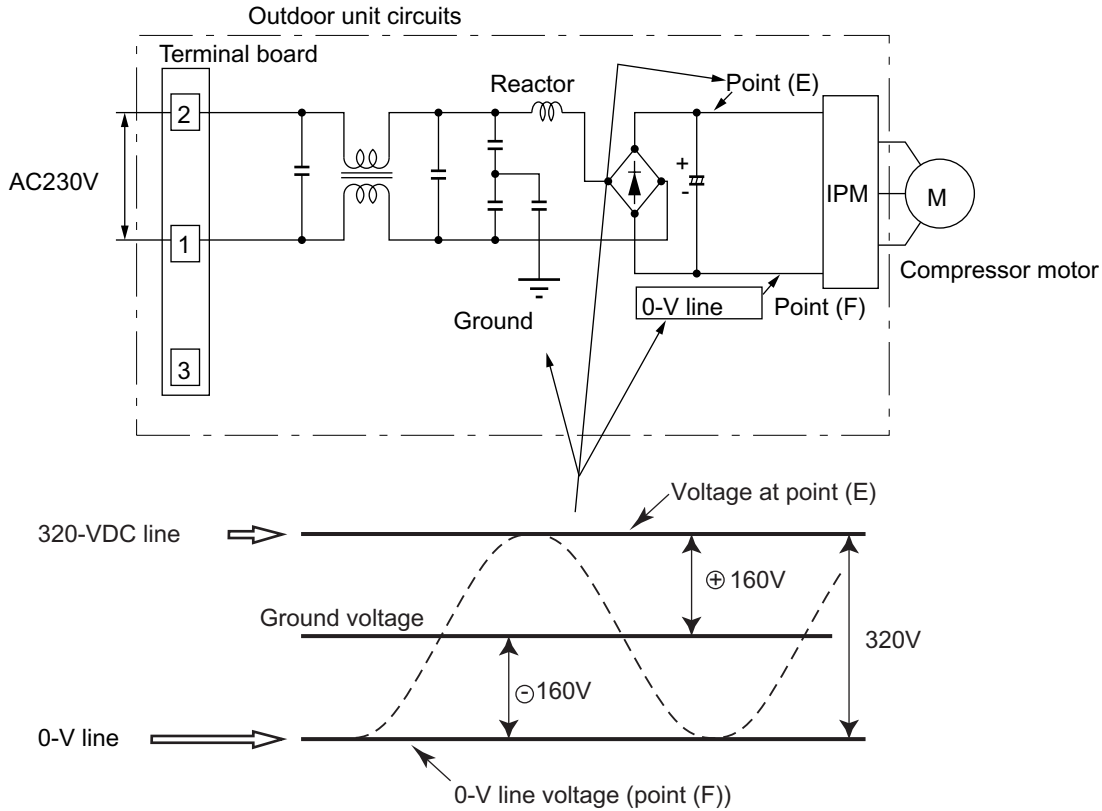 Outdoor unit circuits
Terminal board
Reactor
Point (E)
2
AC230V
1
3
+
-
IPM
M
Compressor motor
Ground
0-V line
Point (F)
Voltage at point (E)
320-VDC line
⊕ 160V
Ground voltage
320V
⊖ 160V
0-V line
0-V line voltage (point (F))